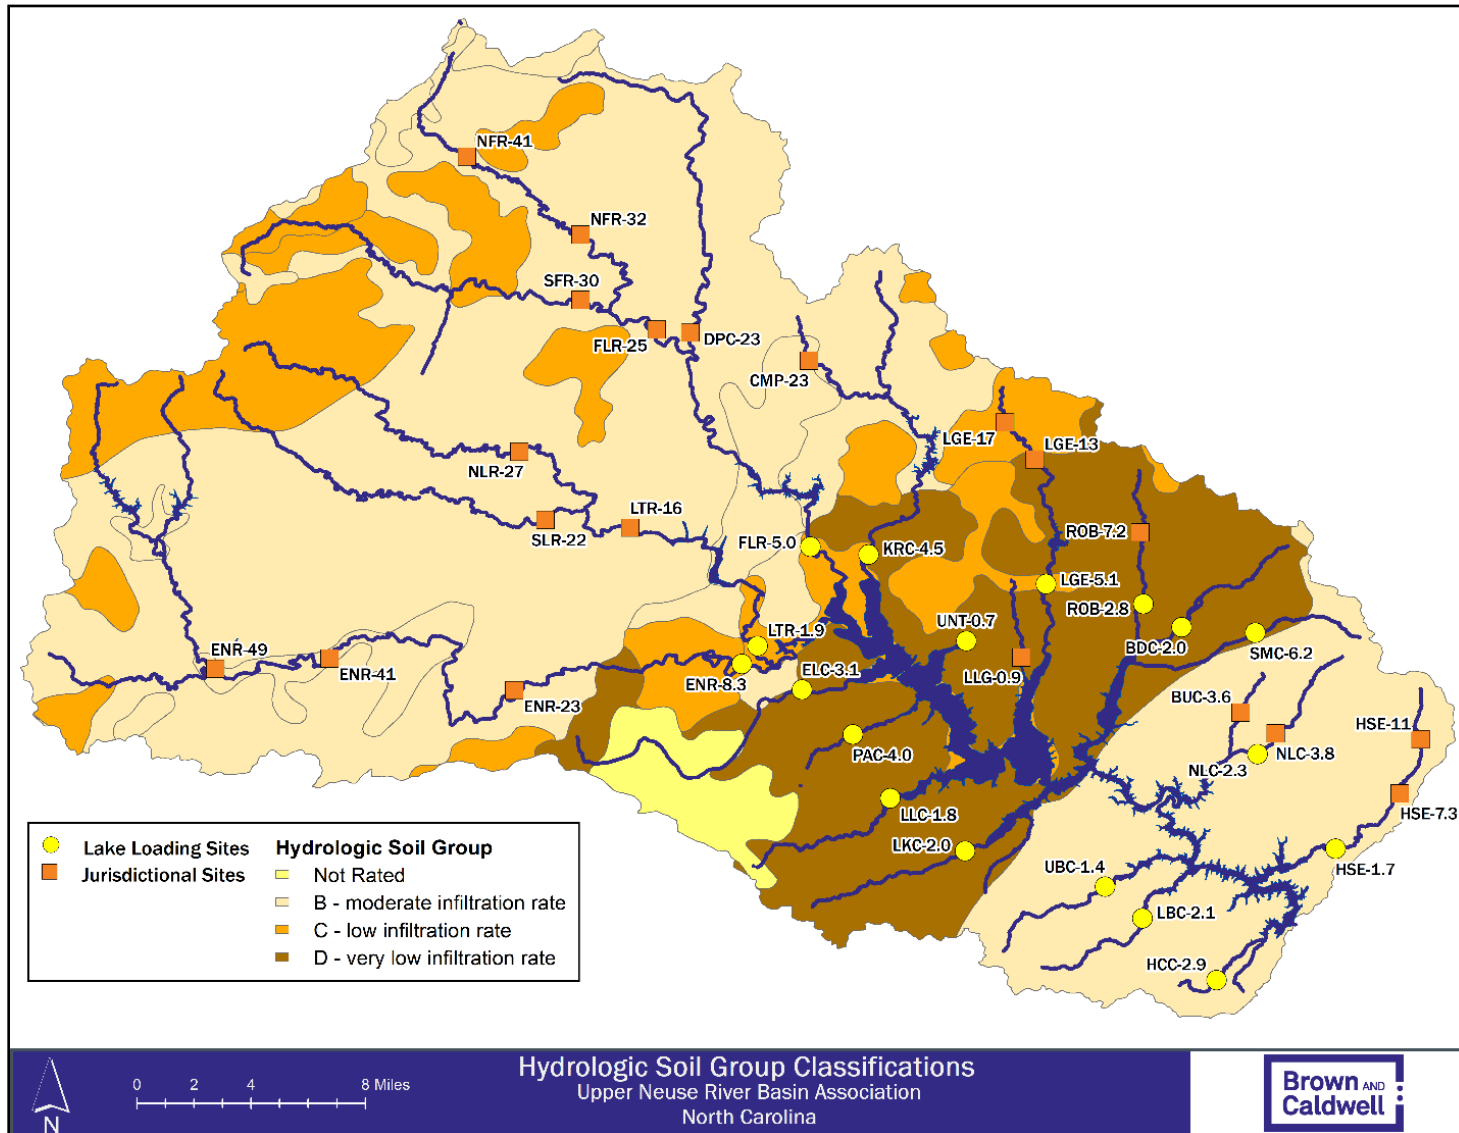 NFR-41
NFR-32
SFR-30
FLR-25
DPC-23
CMP-23
LGE-17
LGE-13
NLR-27
LTR-16
SLR-22
FLR-5.0
KRC-4.5
ROB-7.2
LGE-5.1
ROB-2.8
UNT-0.7
LTR-1.9
BDC-2.0
SMC-6.2
ENR-49
ENR-41
ENR-8.3
ELC-3.1
LLG-0.9
ENR-23
BUC-3.6
HSE-11
PAC-4.0
NLC-3.8
NLC-2.3
LLC-1.8
HSE-7.3
LKC-2.0
UBC-1.4
HSE-1.7
LBC-2.1
HCC-2.9
Lake Loading Sites
Jurisdictional Sites
Hydrologic Soil Group
Not Rated
B - moderate infiltration rate
C - low infiltration rate
D - very low infiltration rate
N
0 2 4 8 Miles
Hydrologic Soil Group Classifications
Upper Neuse River Basin Association
North Carolina
Brown AND
Caldwell